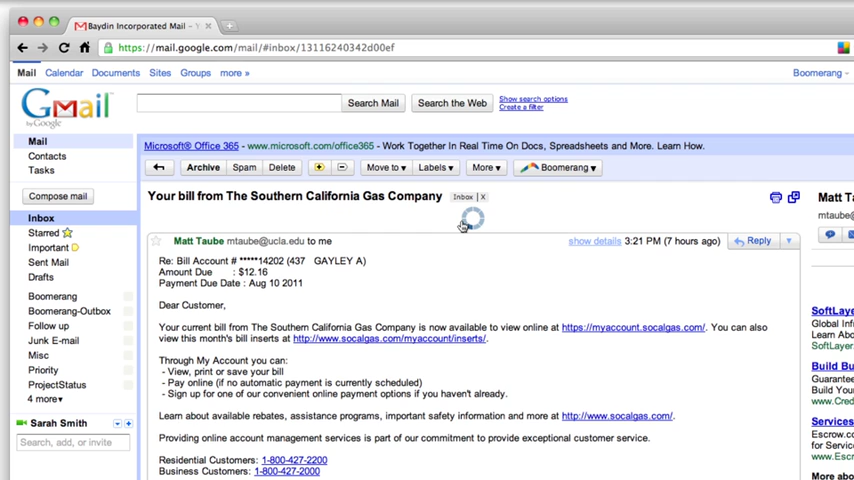 Baydin Incorporated Mail – Y
https://mail.google.com/mail/#inbox/13116240342d00ef
Mail Calendar Documents Sites Groups more » Boomerang
Gmail
by Google
Search Mail Search the Web Show search options
Create a filter
Mail
Contacts
Tasks
Compose mail
Inbox
Starred
Important
Sent Mail
Drafts
Boomerang
Boomerang-Outbox
Follow up
Junk E-mail
Misc
Priority
ProjectStatus
4 more▾
Sarah Smith
Search, add, or invite
Microsoft® Office 365 - www.microsoft.com/office365 - Work Together In Real Time On Docs, Spreadsheets and More. Learn How.
Archive Spam Delete Move to▾ Labels▾ More▾ Boomerang▾
Your bill from The Southern California Gas Company Inbox | X
Matt Taube mtaube@ucla.edu to me show details 3:21 PM (7 hours ago) Reply
Re: Bill Account # *****14202 (437 GAYLEY A)
Amount Due : $12.16
Payment Due Date : Aug 10 2011
Dear Customer,
Your current bill from The Southern California Gas Company is now available to view online at https://myaccount.socalgas.com/. You can also
view this month's bill inserts at http://www.socalgas.com/myaccount/inserts/.
Through My Account you can:
- View, print or save your bill
- Pay online (if no automatic payment is currently scheduled)
- Sign up for one of our convenient online payment options if you haven't already.
Learn about available rebates, assistance programs, important safety information and more at http://www.socalgas.com/.
Providing online account management services is part of our commitment to provide exceptional customer service.
Residential Customers: 1-800-427-2200
Business Customers: 1-800-427-2000
Matt Ta
mtaube@
SoftLaye
Global Inf
Learn Abo
SoftLayer.
Build Bu
Guarantee
Build Your
www.Cred
Services
Escrow.co
for Servic
www.Escr
More abo